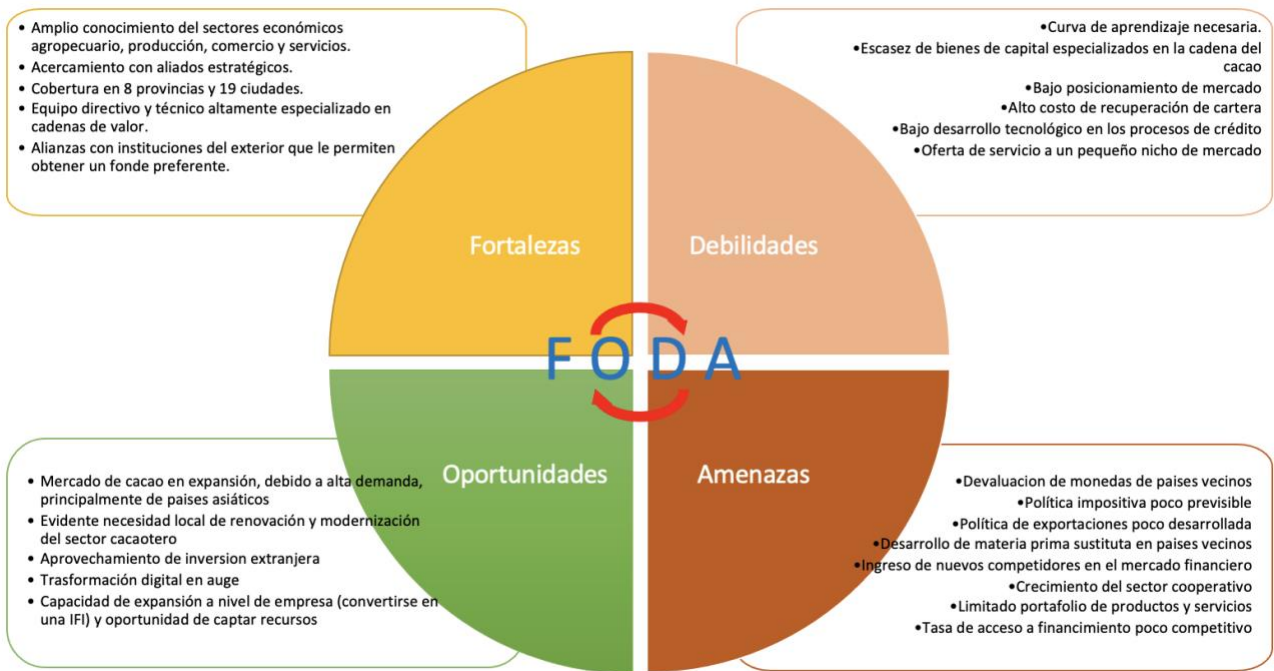 • Amplio conocimiento del sectores económicos
agropecuario, producción, comercio y servicios.
• Acercamiento con aliados estratégicos.
• Cobertura en 8 provincias y 19 ciudades.
• Equipo directivo y técnico altamente especializado en
cadenas de valor.
• Alianzas con instituciones del exterior que le permiten
obtener un fonde preferente.
•Curva de aprendizaje necesaria.
•Escasez de bienes de capital especializados en la cadena del
cacao
•Bajo posicionamiento de mercado
•Alto costo de recuperación de cartera
•Bajo desarrollo tecnológico en los procesos de crédito
•Oferta de servicio a un pequeño nicho de mercado
Fortalezas
Debilidades
FODA
Oportunidades
Amenazas
• Mercado de cacao en expansión, debido a alta demanda,
principalmente de paises asiáticos
• Evidente necesidad local de renovación y modernización
del sector cacaotero
• Aprovechamiento de inversion extranjera
• Trasformación digital en auge
• Capacidad de expansión a nivel de empresa (convertirse en
una IFI) y oportunidad de captar recursos
•Devaluacion de monedas de paises vecinos
•Política impositiva poco previsible
•Política de exportaciones poco desarrollada
•Desarrollo de materia prima sustituta en paises vecinos
•Ingreso de nuevos competidores en el mercado financiero
•Crecimiento del sector cooperativo
•Limitado portafolio de productos y servicios
•Tasa de acceso a financimiento poco competitivo